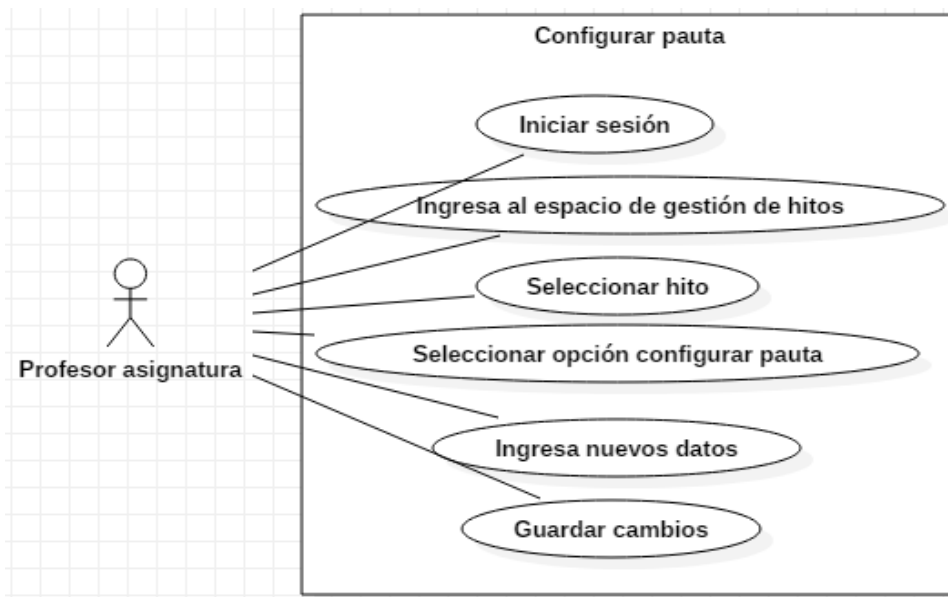 Configurar pauta
Iniciar sesión
Ingresa al espacio de gestión de hitos
Seleccionar hito
Profesor asignatura
Seleccionar opción configurar pauta
Ingresa nuevos datos
Guardar cambios